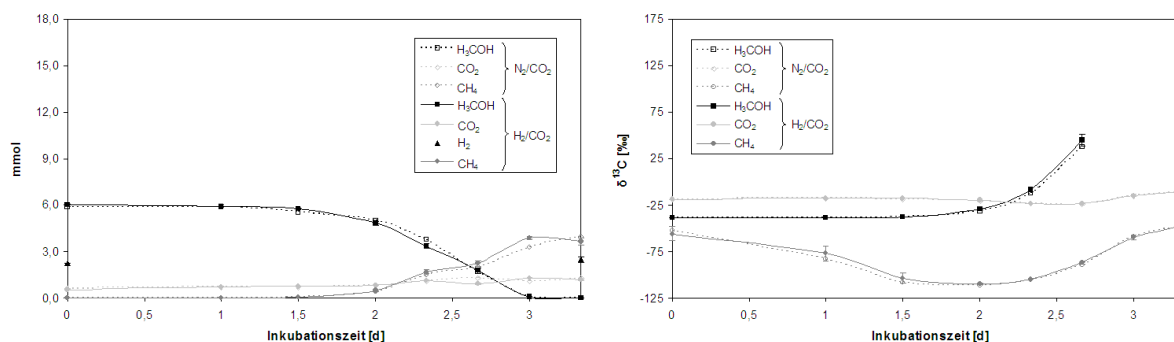 18,0
15,0
12,0
9,0
6,0
3,0
0,0
mmol
0
0,5
1
1,5
2
2,5
3
Inkubationszeit [d]
H₃COH
CO₂
CH₄
N₂/CO₂
H₃COH
CO₂
H₂
CH₄
H₂/CO₂
175
125
75
25
-25
-75
-125
δ ¹³C [‰]
0
0,5
1
1,5
2
2,5
3
Inkubationszeit [d]
H₃COH
CO₂
CH₄
N₂/CO₂
H₃COH
CO₂
CH₄
H₂/CO₂